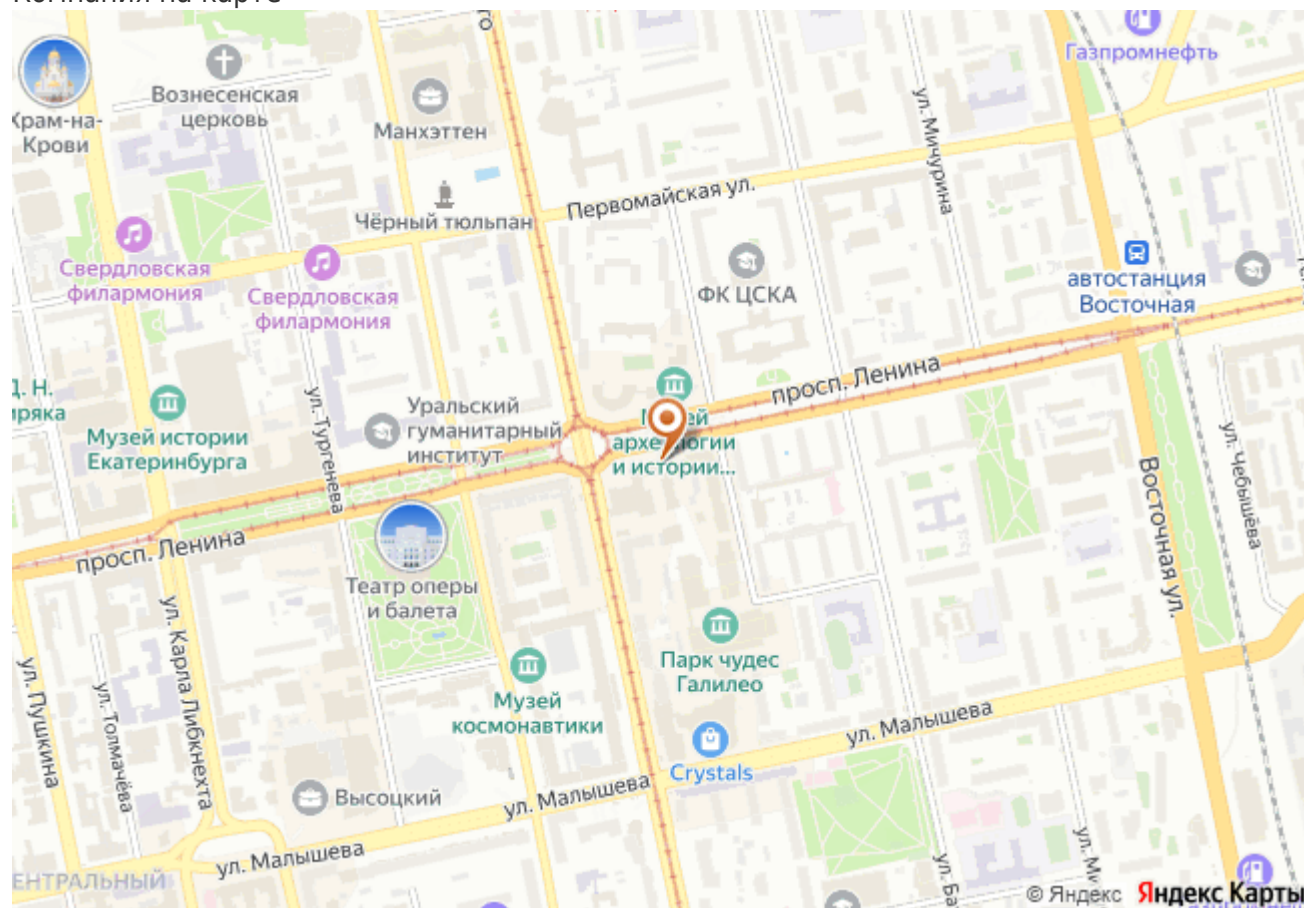 Компания на карте
Газпромнефть
Вознесенская
церковь
Храм-на-
Крови
Манхэттен
ул. Мичурина
Первомайская ул.
Чёрный тюльпан
Свердловская
филармония
Свердловская
филармония
ФК ЦСКА
автостанция
Восточная
просп. Ленина
Музей истории
Екатеринбурга
ул. Тургенева
Уральский
гуманитарный
институт
и истории...
ул. Чебышёва
Восточная ул.
просп. Ленина
Театр оперы
и балета
ул. Карла Либкнехта
ул. Пушкина
ул. Толмачёва
Парк чудес
Галилео
Музей
космонавтики
ул. Малышева
Crystals
Высоцкий
ул. Малышева
ул. Малышева
© Яндекс Яндекс Карты